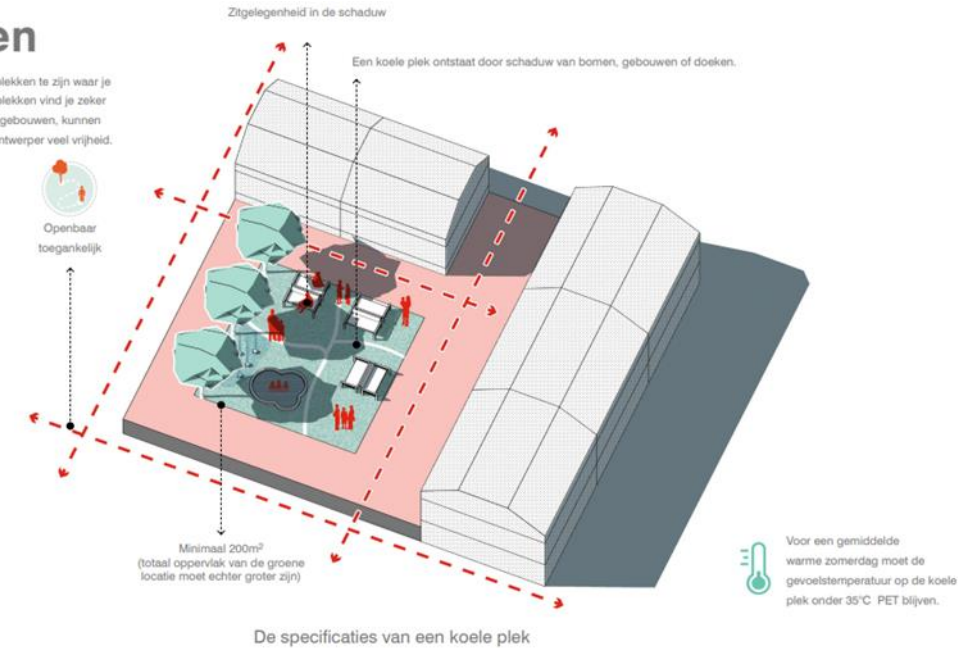 Zitgelegenheid in de schaduw
en
Een koele plek ontstaat door schaduw van bomen, gebouwen of doeken.
plekken te zijn waar je
plekken vind je zeker
gebouwen, kunnen
ntwerper veel vrijheid.
Openbaar
toegankelijk
Minimaal 200m²
(totaal oppervlak van de groene
locatie moet echter groter zijn)
Voor een gemiddelde
warme zomerdag moet de
gevoelstemperatuur op de koele
plek onder 35°C PET blijven.
De specificaties van een koele plek